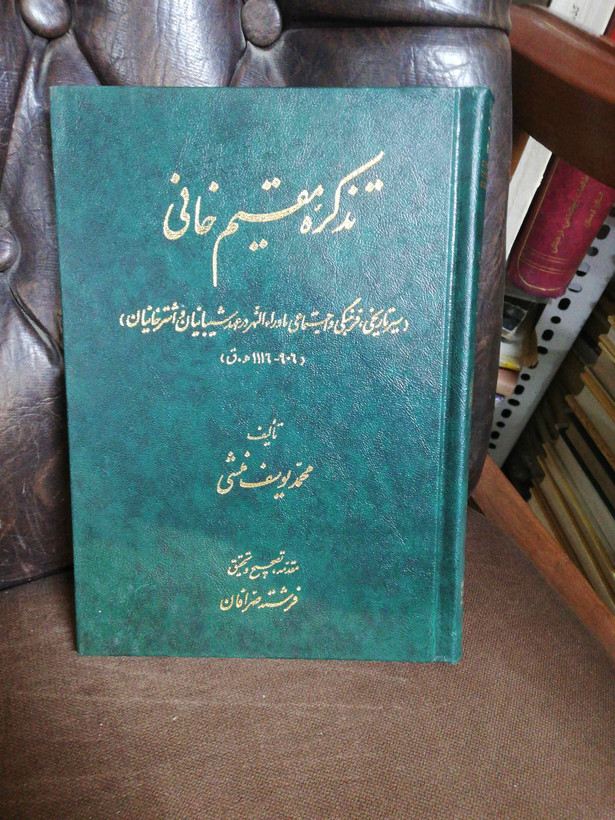 تذکرهٔ مقیم خانی
(سیر تاریخی، فرهنگی و اجتماعی ماوراءالنهر در عهد شیبانیان و اشترخانیان)
(۹۰۶-۱۱۱۶ ه.ق)
تألیف
محمد یوسف منشی
مقدمه، تصحیح و تحقیق
فرشته صرافان